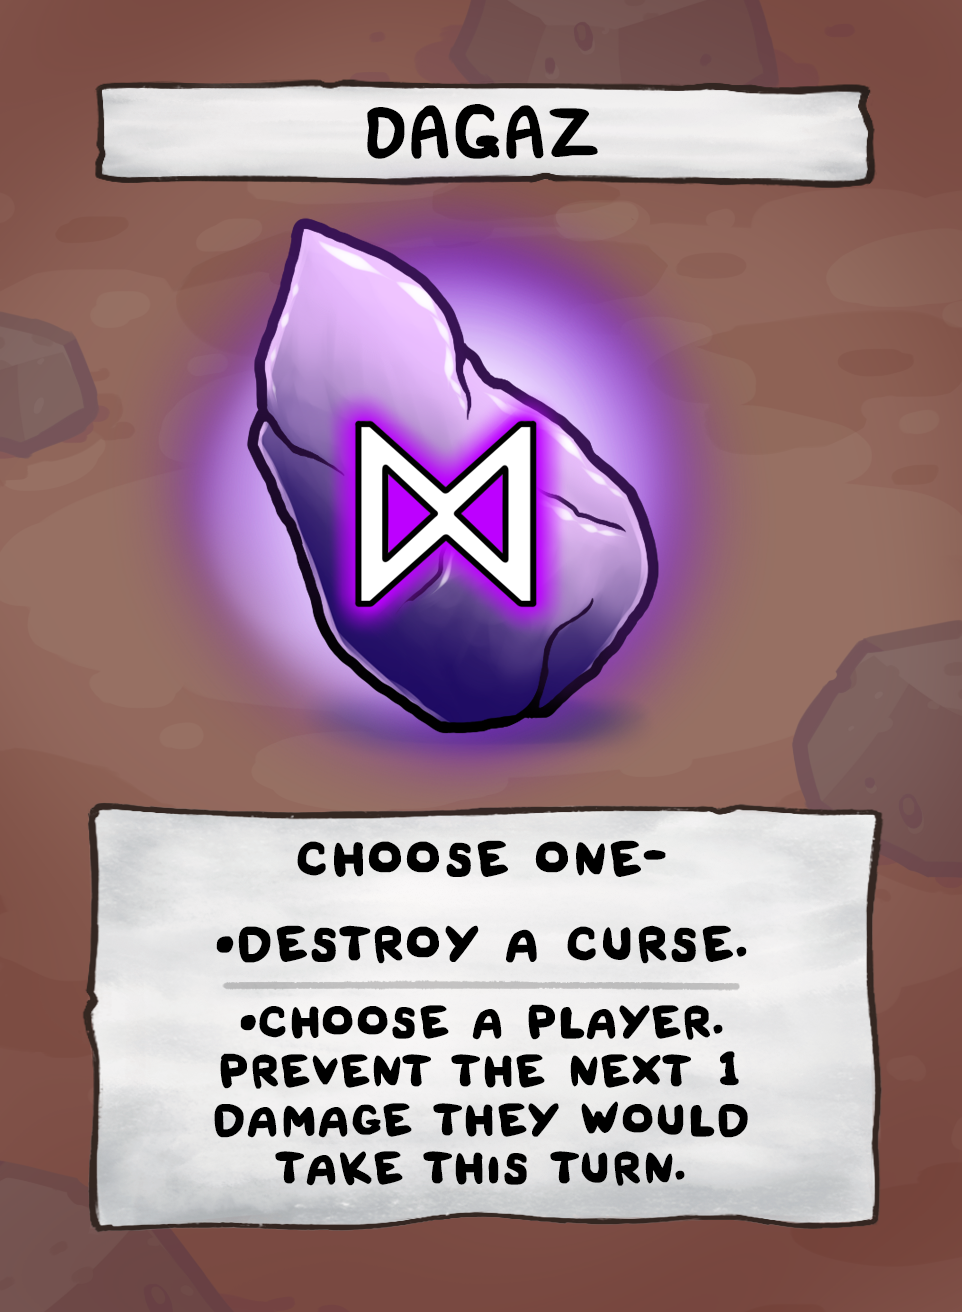 DAGAZ
ᛞ
CHOOSE ONE-
•DESTROY A CURSE.
•CHOOSE A PLAYER.
PREVENT THE NEXT 1
DAMAGE THEY WOULD
TAKE THIS TURN.